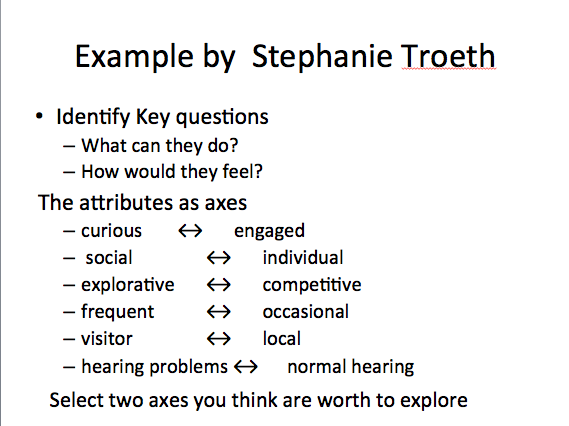 Example by  Stephanie Troeth
• Identify Key questions
– What can they do?
– How would they feel?
The attributes as axes
– curious ↔ engaged
– social ↔ individual
– explorative ↔ competitive
– frequent ↔ occasional
– visitor ↔ local
– hearing problems ↔ normal hearing
Select two axes you think are worth to explore